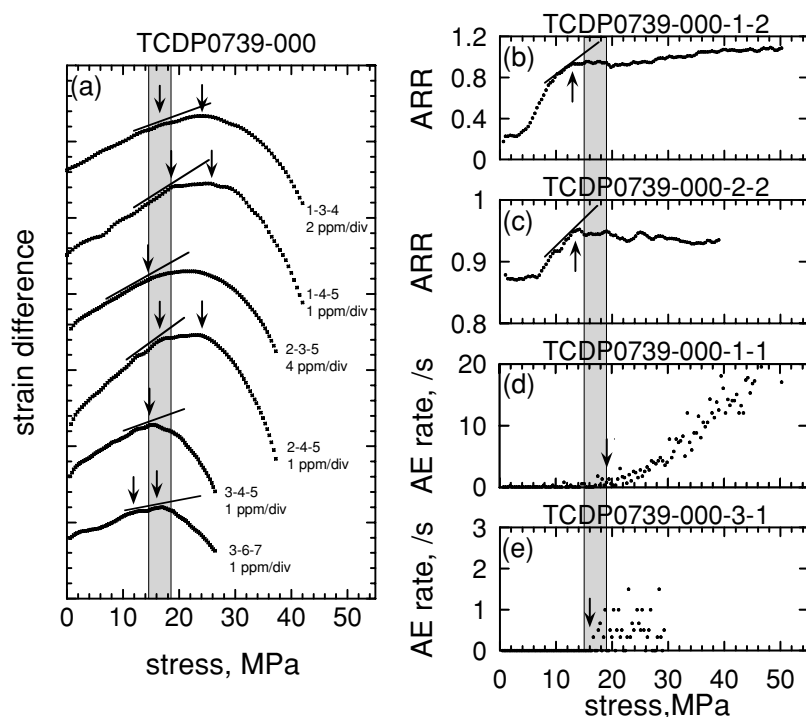 TCDP0739-000
(a)
1-3-4
2 ppm/div
1-4-5
1 ppm/div
2-3-5
4 ppm/div
2-4-5
1 ppm/div
3-4-5
1 ppm/div
3-6-7
1 ppm/div
strain difference
0 10 20 30 40 50
stress, MPa
TCDP0739-000-1-2
(b)
1.2
0.8
0.4
0
ARR
TCDP0739-000-2-2
(c)
1
0.9
0.8
ARR
TCDP0739-000-1-1
(d)
20
10
0
AE rate, /s
TCDP0739-000-3-1
(e)
3
2
1
0
AE rate, /s
0 10 20 30 40 50
stress,MPa